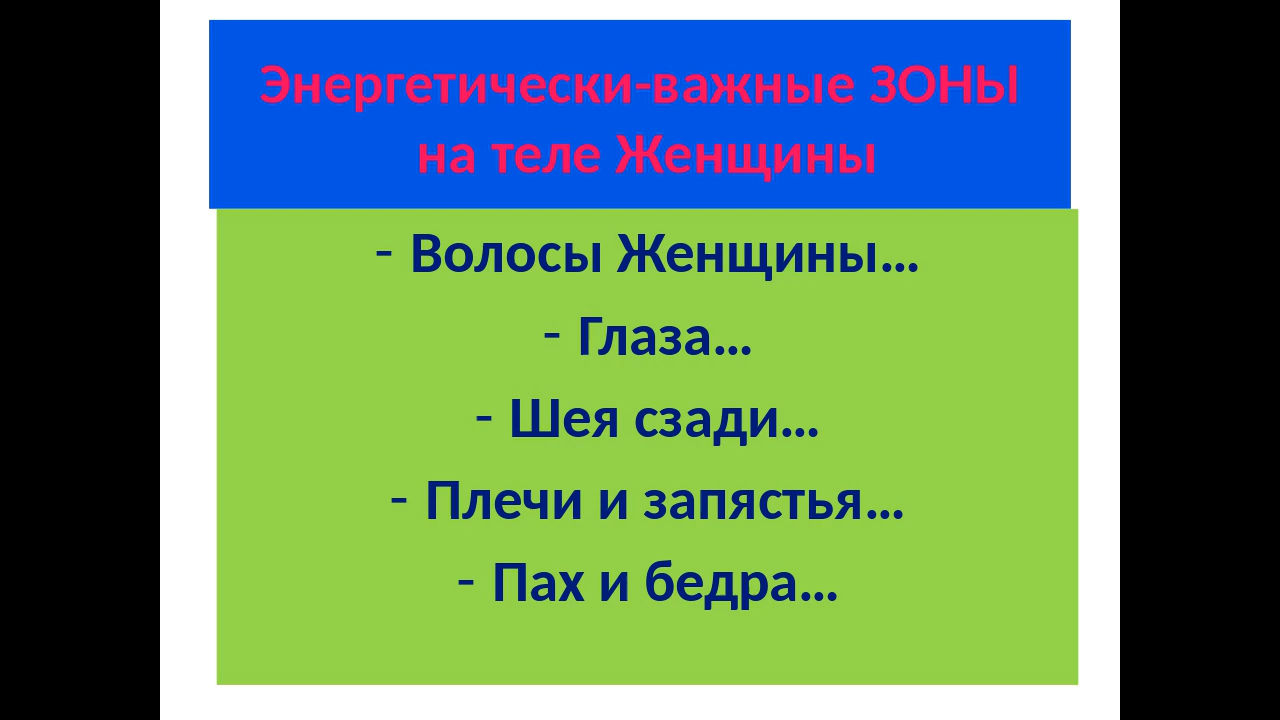 Энергетически-важные ЗОНЫ
на теле Женщины
- Волосы Женщины...
- Глаза...
- Шея сзади...
- Плечи и запястья...
- Пах и бедра...